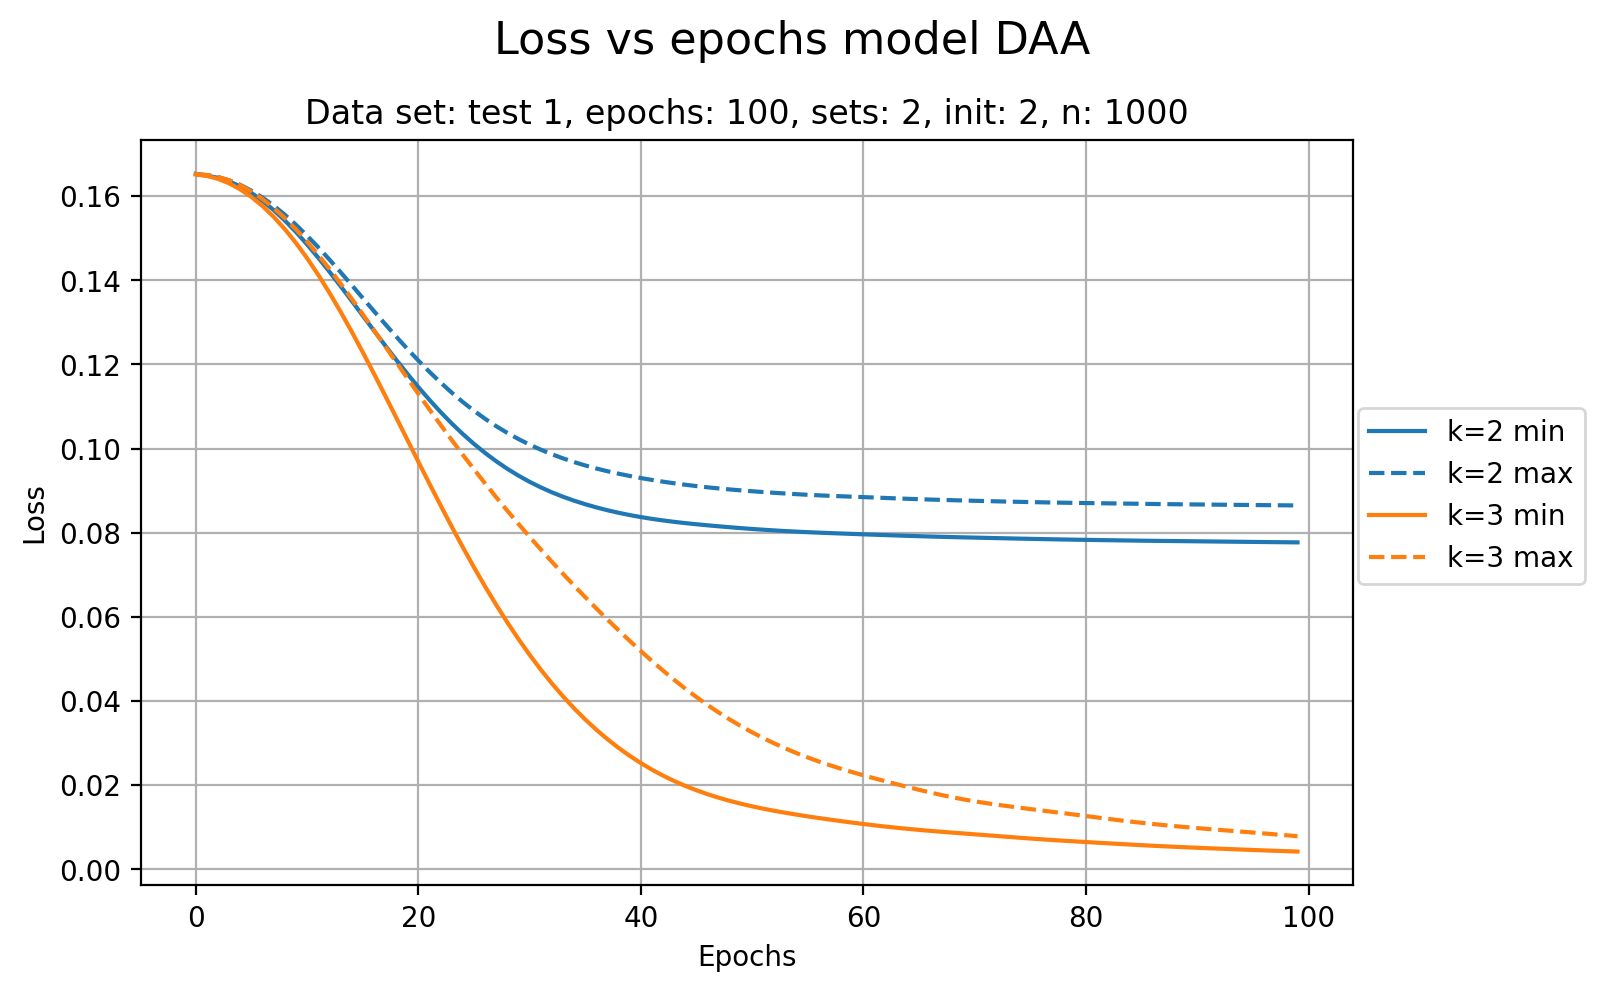 Loss vs epochs model DAA
Data set: test 1, epochs: 100, sets: 2, init: 2, n: 1000
0.16
0.14
0.12
0.10
0.08
0.06
0.04
0.02
0.00
Loss
0
20
40
60
80
100
Epochs
k=2 min
k=2 max
k=3 min
k=3 max